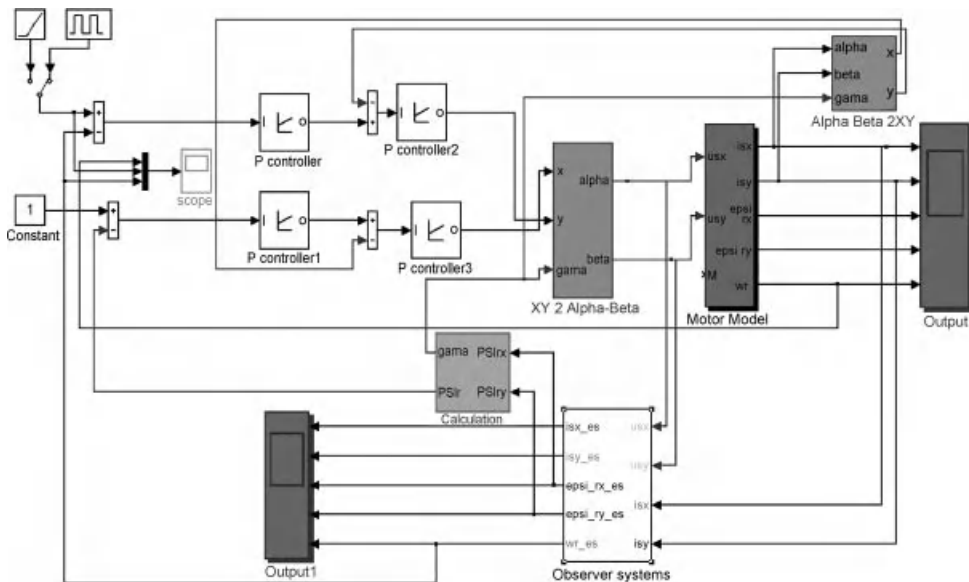 alpha
x
beta
y
gama
Alpha Beta 2XY
P controller
P controller2
scope
1
Constant
P controller1
P controller3
x
alpha
y
beta
gama
XY 2 Alpha-Beta
usx
isx
isy
usy
epsi
rx
epsi ry
M
wr
Motor Model
Output
gama
PSIrx
PSIr
PSIry
Calculation
isx_es
usx
isy_es
usy
epsi_rx_es
isx
epsi_ry_es
wr_es
isy
Output1
Observer systems